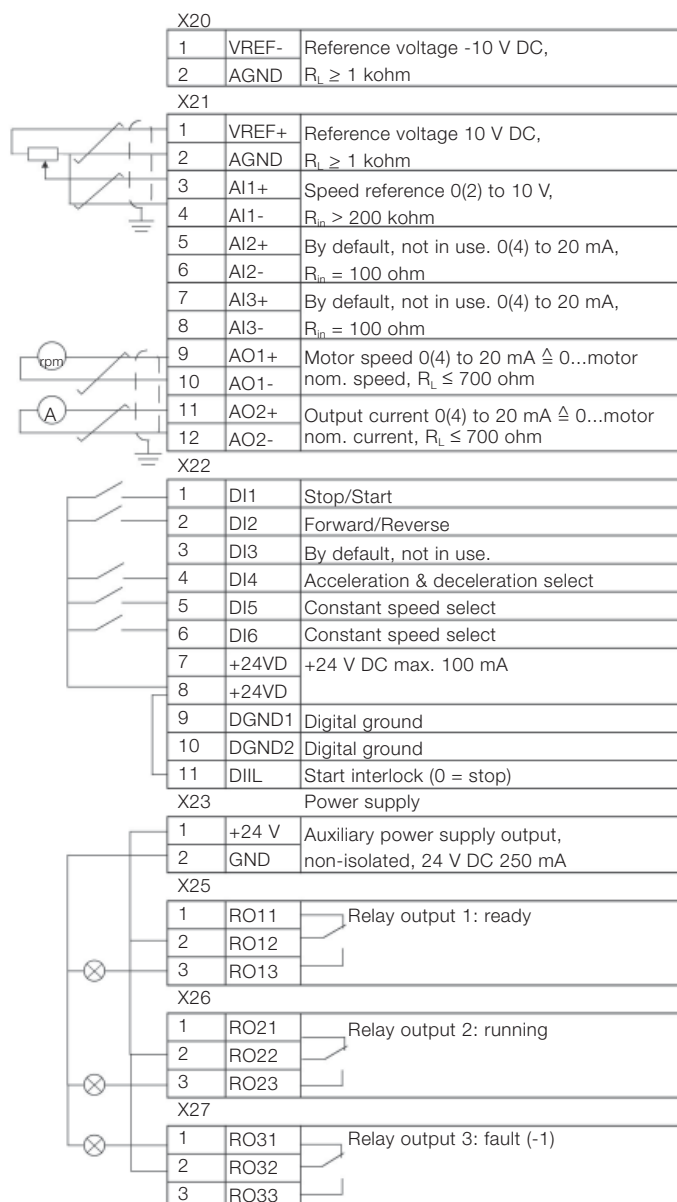 X20
1 VREF- Reference voltage -10 V DC,
2 AGND R_L ≥ 1 kohm
X21
1 VREF+ Reference voltage 10 V DC,
2 AGND R_L ≥ 1 kohm
3 AI1+ Speed reference 0(2) to 10 V,
4 AI1- R_in > 200 kohm
5 AI2+ By default, not in use. 0(4) to 20 mA,
6 AI2- R_in = 100 ohm
7 AI3+ By default, not in use. 0(4) to 20 mA,
8 AI3- R_in = 100 ohm
rpm 9 AO1+ Motor speed 0(4) to 20 mA ≙ 0...motor
10 AO1- nom. speed, R_L ≤ 700 ohm
A 11 AO2+ Output current 0(4) to 20 mA ≙ 0...motor
12 AO2- nom. current, R_L ≤ 700 ohm
X22
1 DI1 Stop/Start
2 DI2 Forward/Reverse
3 DI3 By default, not in use.
4 DI4 Acceleration & deceleration select
5 DI5 Constant speed select
6 DI6 Constant speed select
7 +24VD +24 V DC max. 100 mA
8 +24VD
9 DGND1 Digital ground
10 DGND2 Digital ground
11 DIIL Start interlock (0 = stop)
X23 Power supply
1 +24 V Auxiliary power supply output,
2 GND non-isolated, 24 V DC 250 mA
X25
1 RO11 Relay output 1: ready
2 RO12
3 RO13
X26
1 RO21 Relay output 2: running
2 RO22
3 RO23
X27
1 RO31 Relay output 3: fault (-1)
2 RO32
3 RO33